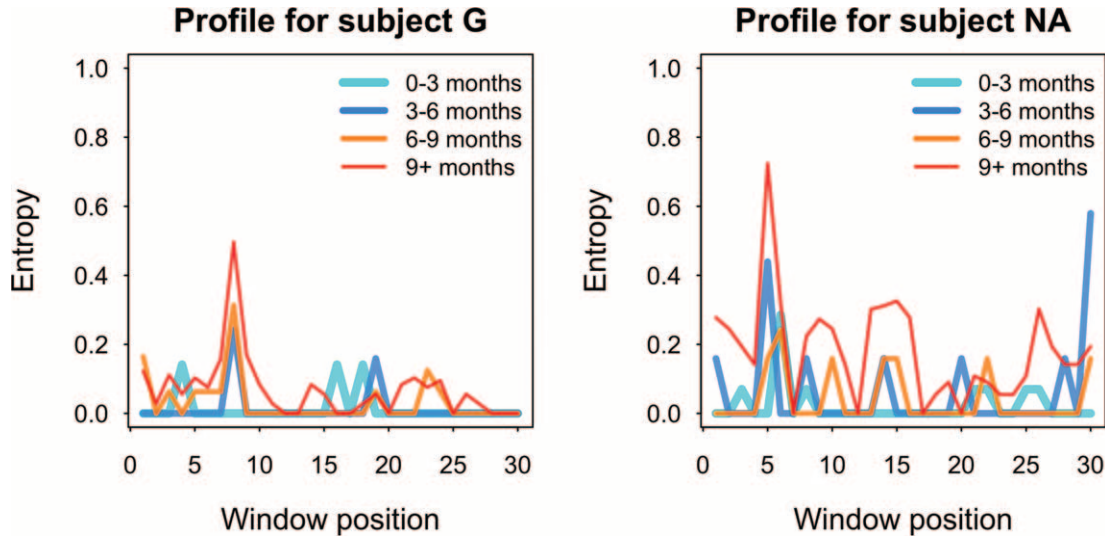 Profile for subject G
1.0
0.8
0.6
0.4
0.2
0.0
Entropy
0-3 months
3-6 months
6-9 months
9+ months
0 5 10 15 20 25 30
Window position
Profile for subject NA
1.0
0.8
0.6
0.4
0.2
0.0
Entropy
0-3 months
3-6 months
6-9 months
9+ months
0 5 10 15 20 25 30
Window position